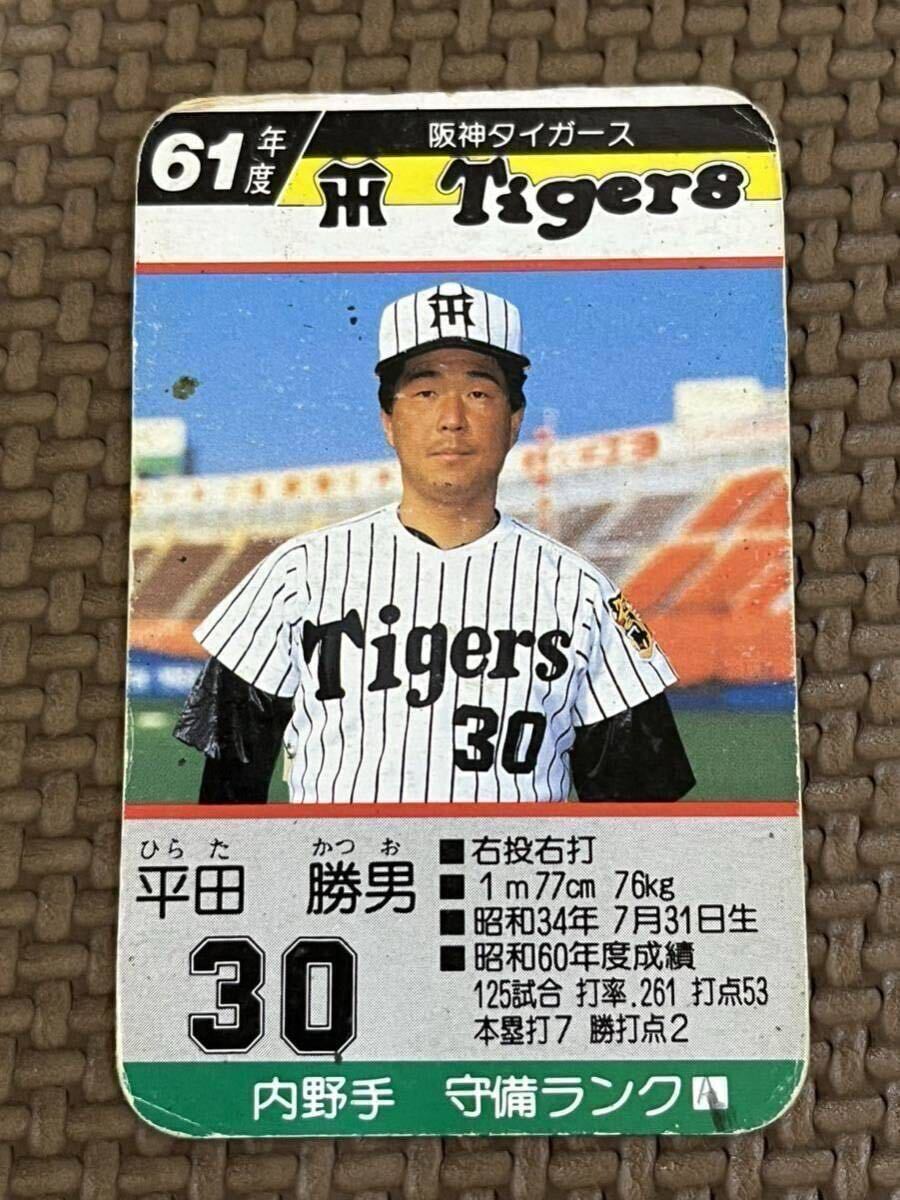 61年度
阪神タイガース
TH Tigers
TH
Tigers
30
ひらた かつお
平田 勝男
30
■右投右打
■1m77cm 76kg
■昭和34年 7月31日生
■昭和60年度成績
125試合 打率.261 打点53
本塁打7 勝打点2
内野手 守備ランクA